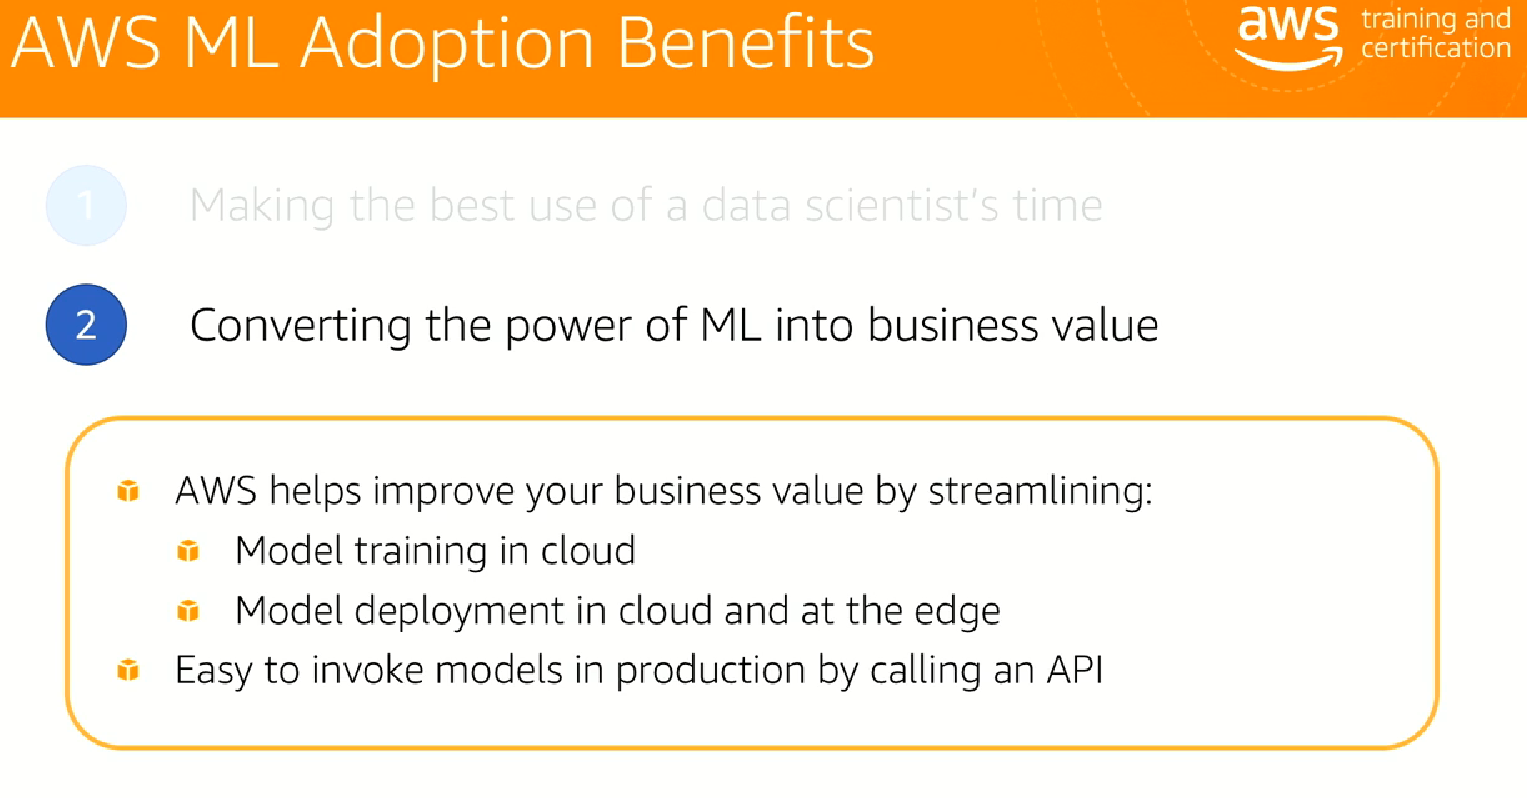 AWS ML Adoption Benefits
aws training and
certification
1 Making the best use of a data scientist's time
2 Converting the power of ML into business value
AWS helps improve your business value by streamlining:
Model training in cloud
Model deployment in cloud and at the edge
Easy to invoke models in production by calling an API